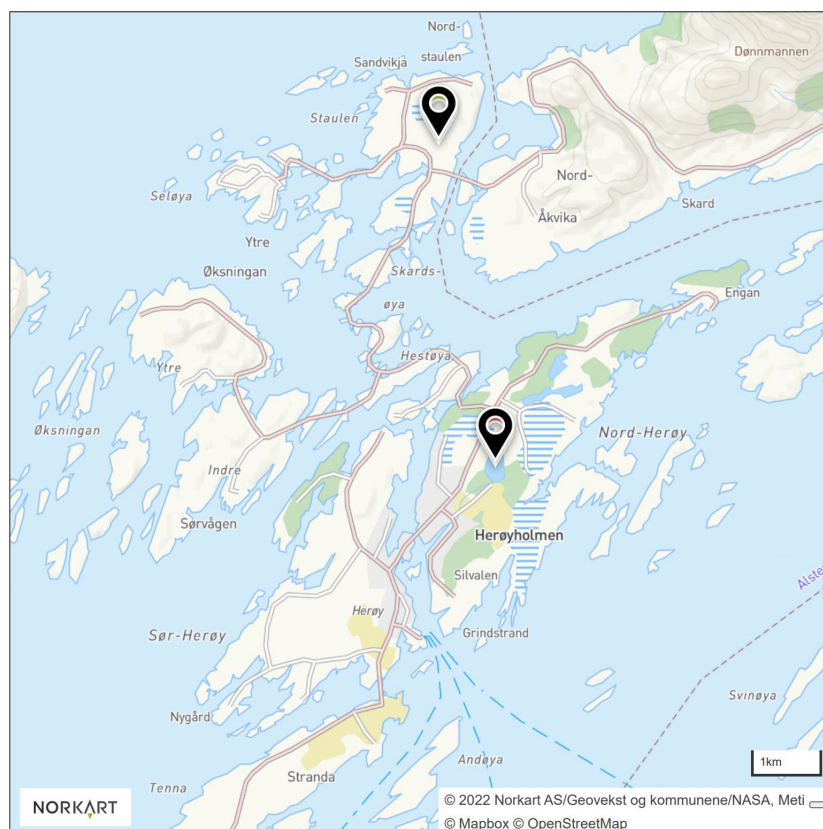 Nord-
staulen
Dønnmannen
Sandvikja
Staulen
Nord-
Åkvika
Skard
Seløya
Ytre
Øksningan
Skards-
øya
Engan
Hestøya
Ytre
Øksningan
Nord-Herøy
Indre
Sørvågen
Herøyholmen
Silvalen
Alste
Herøy
Sør-Herøy
Grindstrand
Svinøya
Nygård
Andøya
1km
Tenna
Stranda
NORKART
© 2022 Norkart AS/Geovekst og kommunene/NASA, Meti
© Mapbox © OpenStreetMap